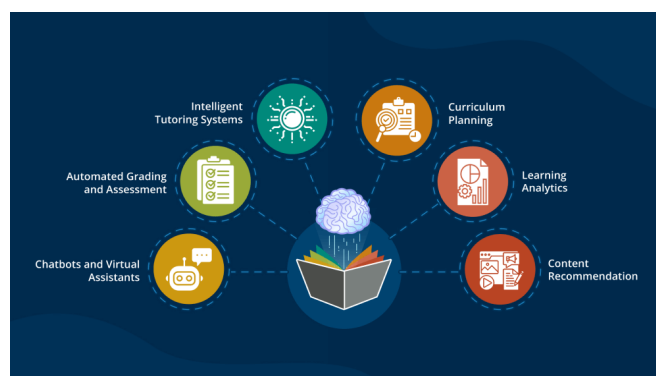 Intelligent
Tutoring Systems
Curriculum
Planning
Automated Grading
and Assessment
Learning
Analytics
Chatbots and Virtual
Assistants
Content
Recommendation